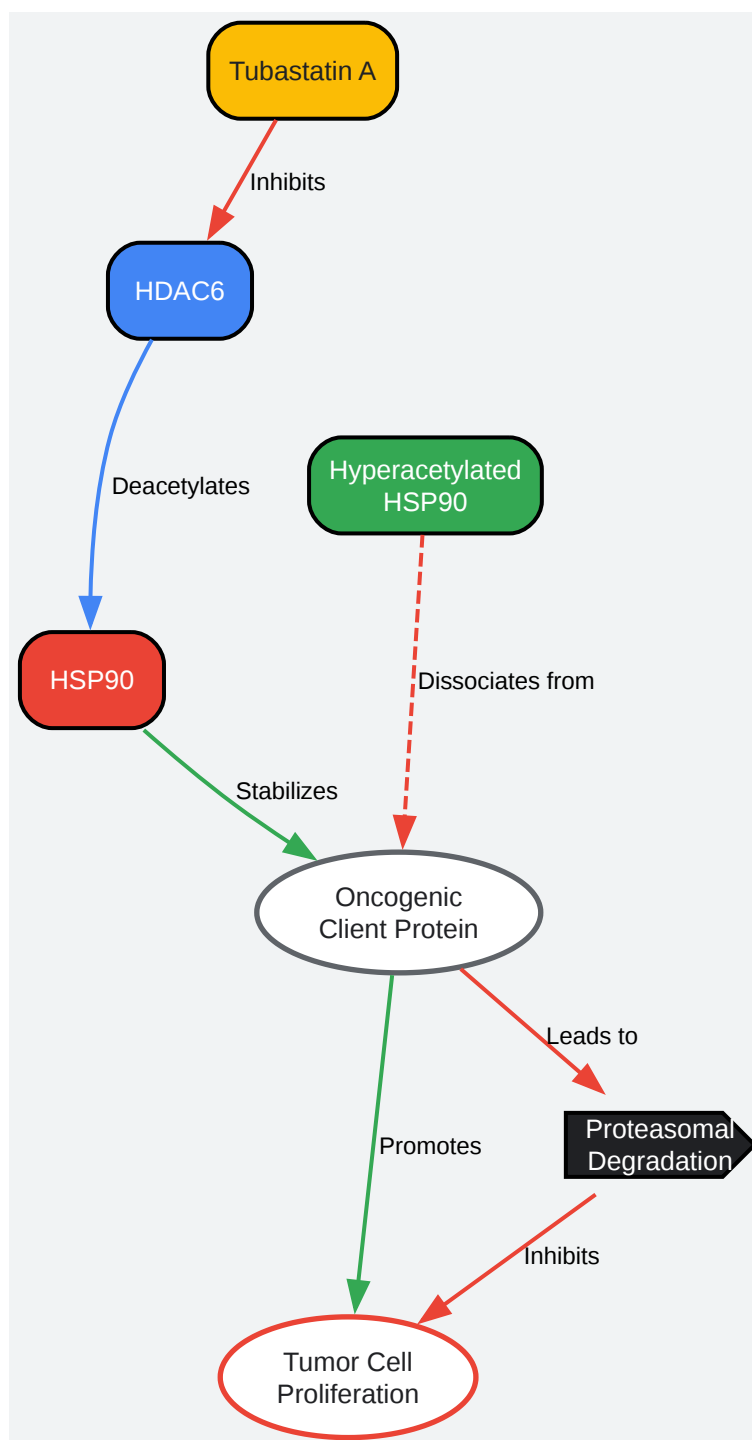 Tubastatin A
Inhibits
HDAC6
Deacetylates
Hyperacetylated
HSP90
HSP90
Dissociates from
Stabilizes
Oncogenic
Client Protein
Leads to
Promotes
Proteasomal
Degradation
Inhibits
Tumor Cell
Proliferation